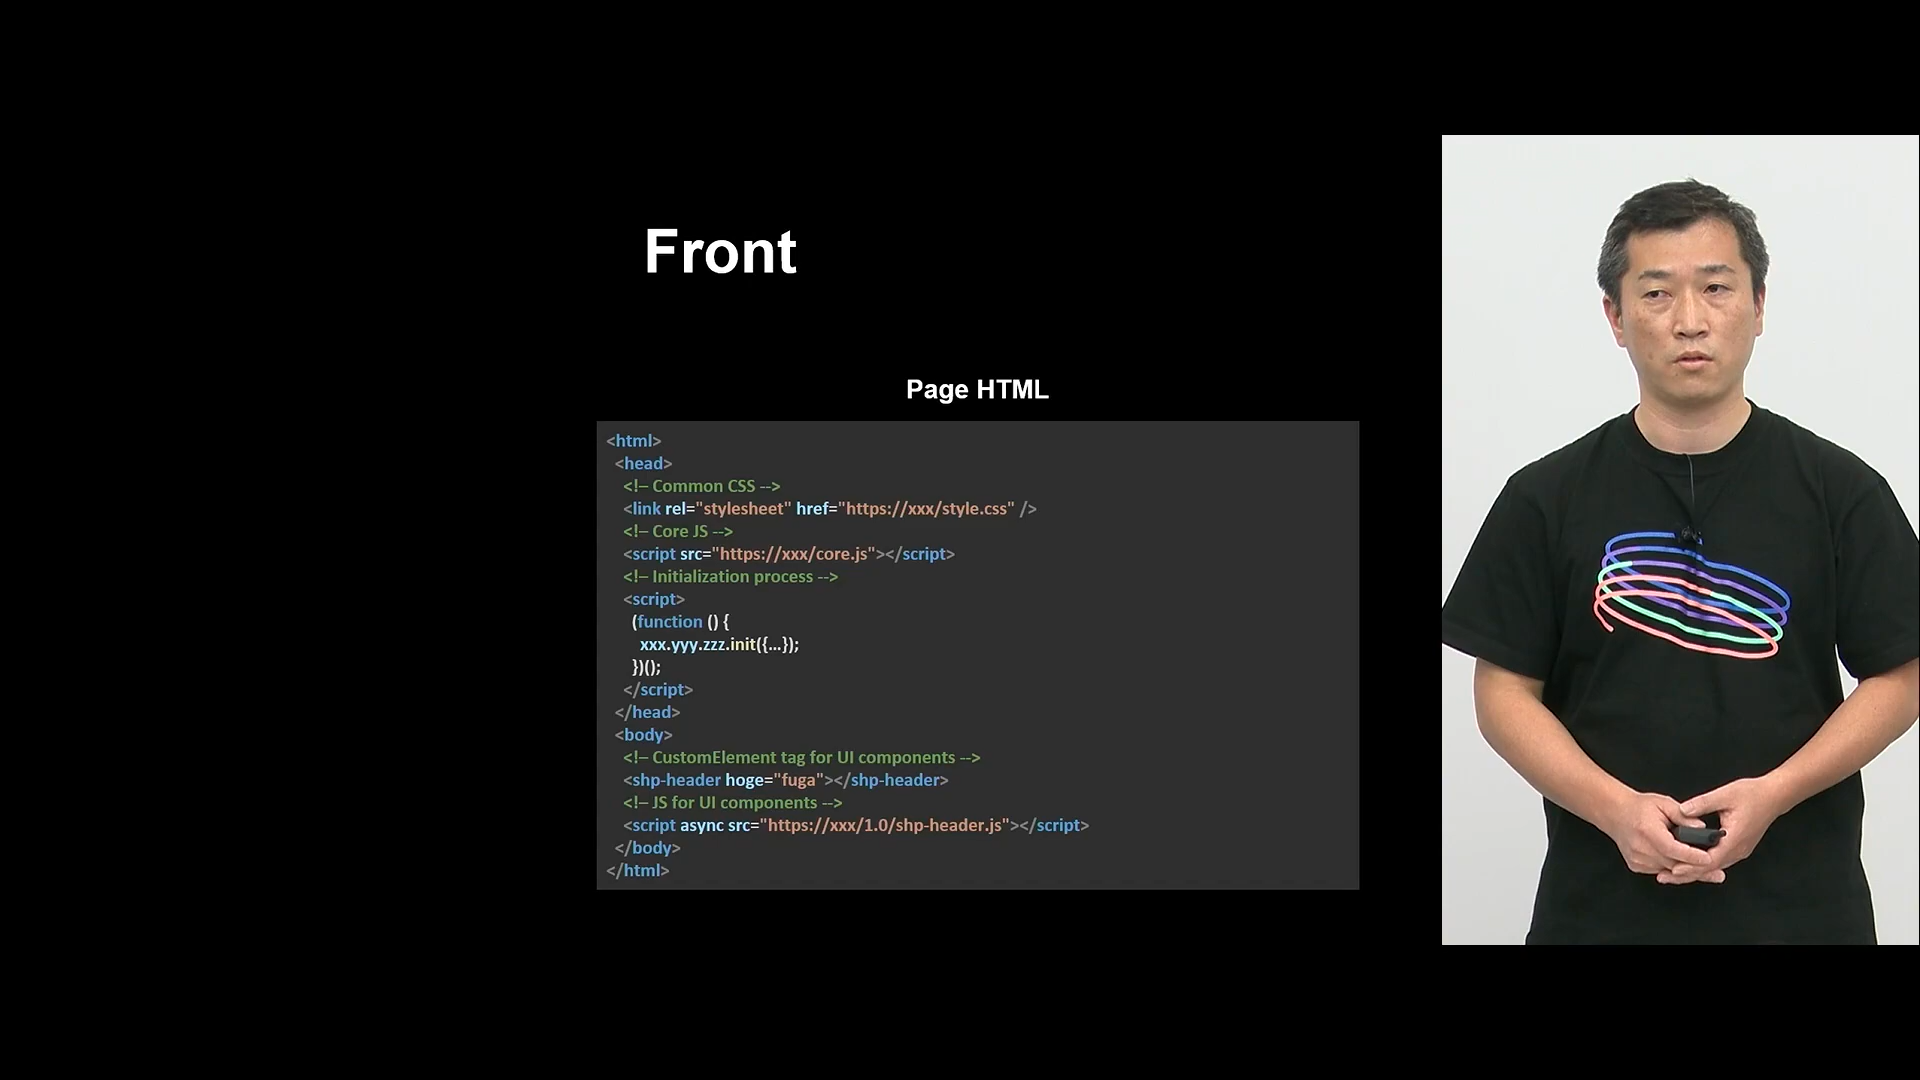 Front
Page HTML
<html>
<head>
<!– Common CSS -->
<link rel="stylesheet" href="https://xxx/style.css" />
<!– Core JS -->
<script src="https://xxx/core.js"></script>
<!– Initialization process -->
<script>
(function () {
xxx.yyy.zzz.init({...});
})();
</script>
</head>
<body>
<!– CustomElement tag for UI components -->
<shp-header hoge="fuga"></shp-header>
<!– JS for UI components -->
<script async src="https://xxx/1.0/shp-header.js"></script>
</body>
</html>